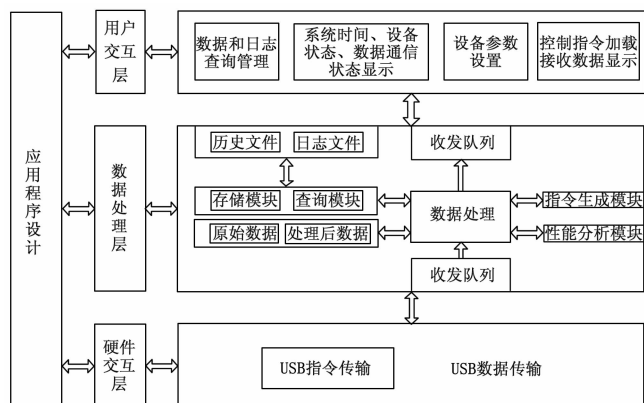 应用程序设计
用户
交互
层
数据和日志
查询管理
系统时间、设备
状态、数据通信
状态显示
设备参数
设置
控制指令加载
接收数据显示
数据处理层
历史文件
日志文件
收发队列
存储模块
查询模块
数据处理
指令生成模块
原始数据
处理后数据
性能分析模块
收发队列
硬件
交互
层
USB指令传输
USB数据传输